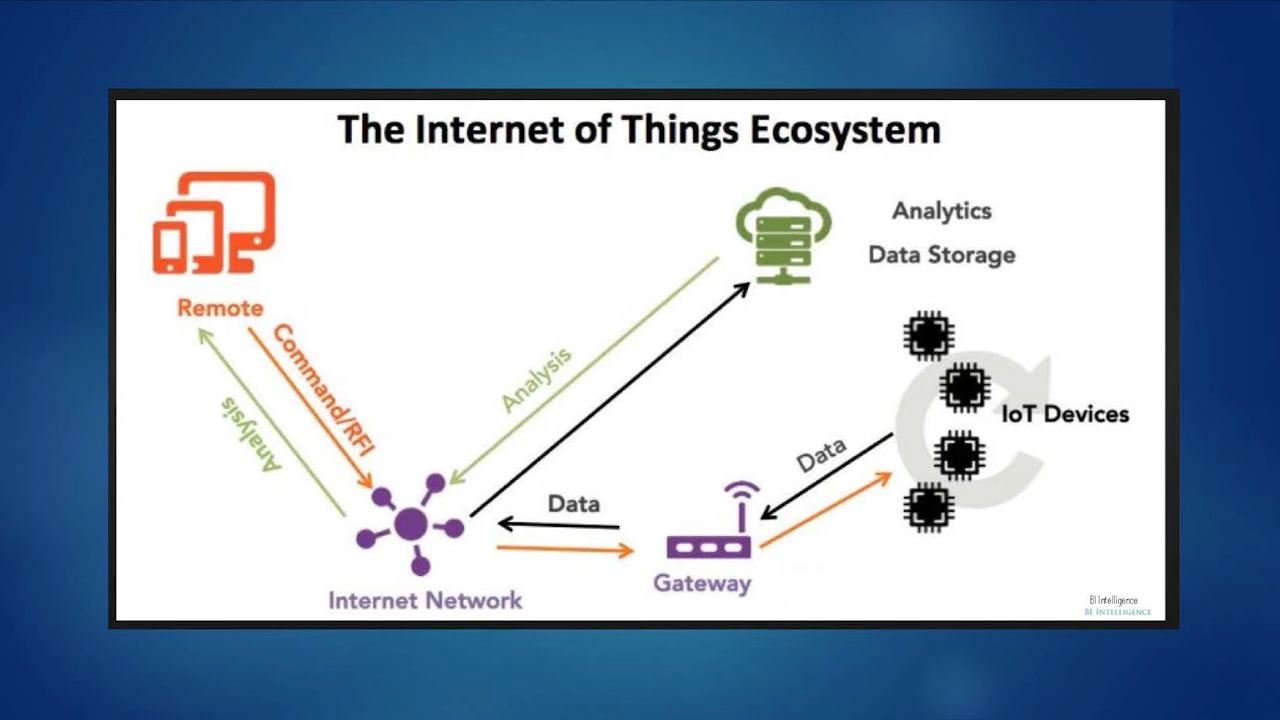 The Internet of Things Ecosystem
Analytics
Data Storage
Remote
Command/RFI
Analysis
Analysis
IoT Devices
Data
Data
Gateway
Internet Network
BI Intelligence
BI INTELLIGENCE